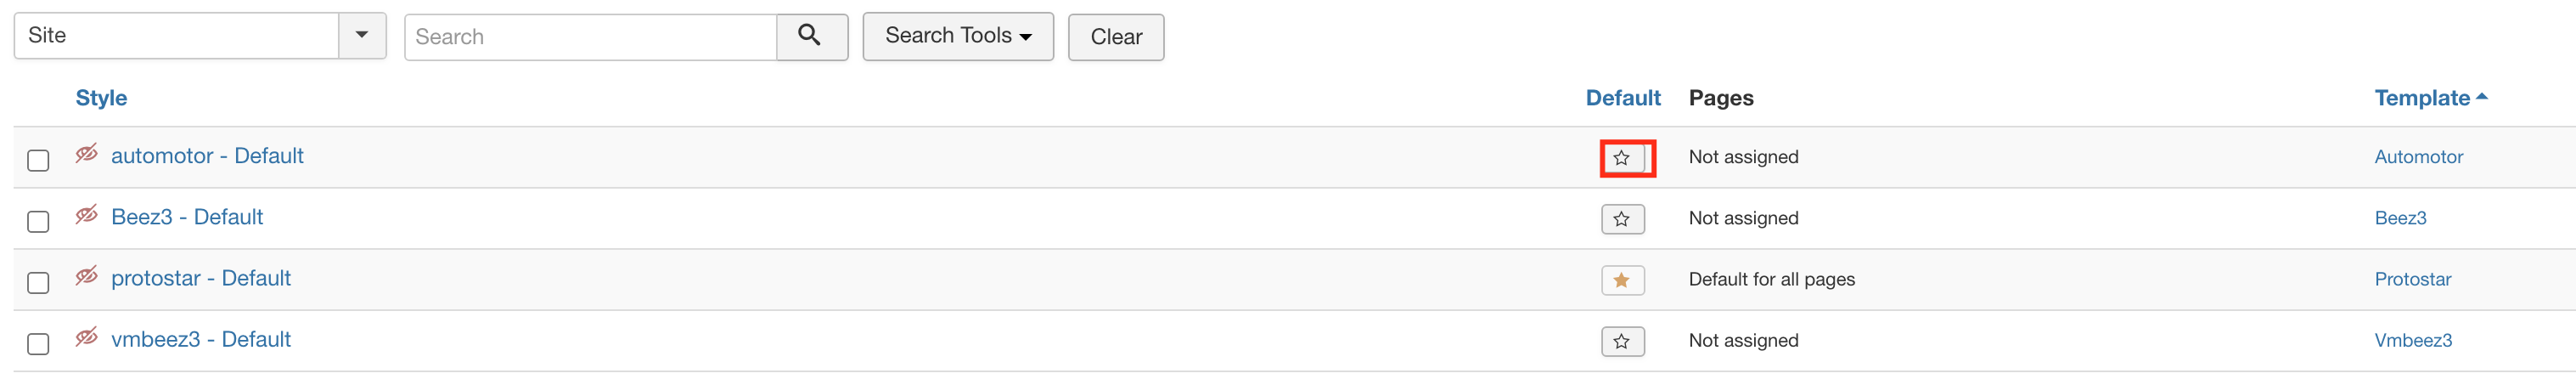 Site Search Search Tools Clear
Style Default Pages Template
automotor - Default Not assigned Automotor
Beez3 - Default Not assigned Beez3
protostar - Default Default for all pages Protostar
vmbeez3 - Default Not assigned Vmbeez3